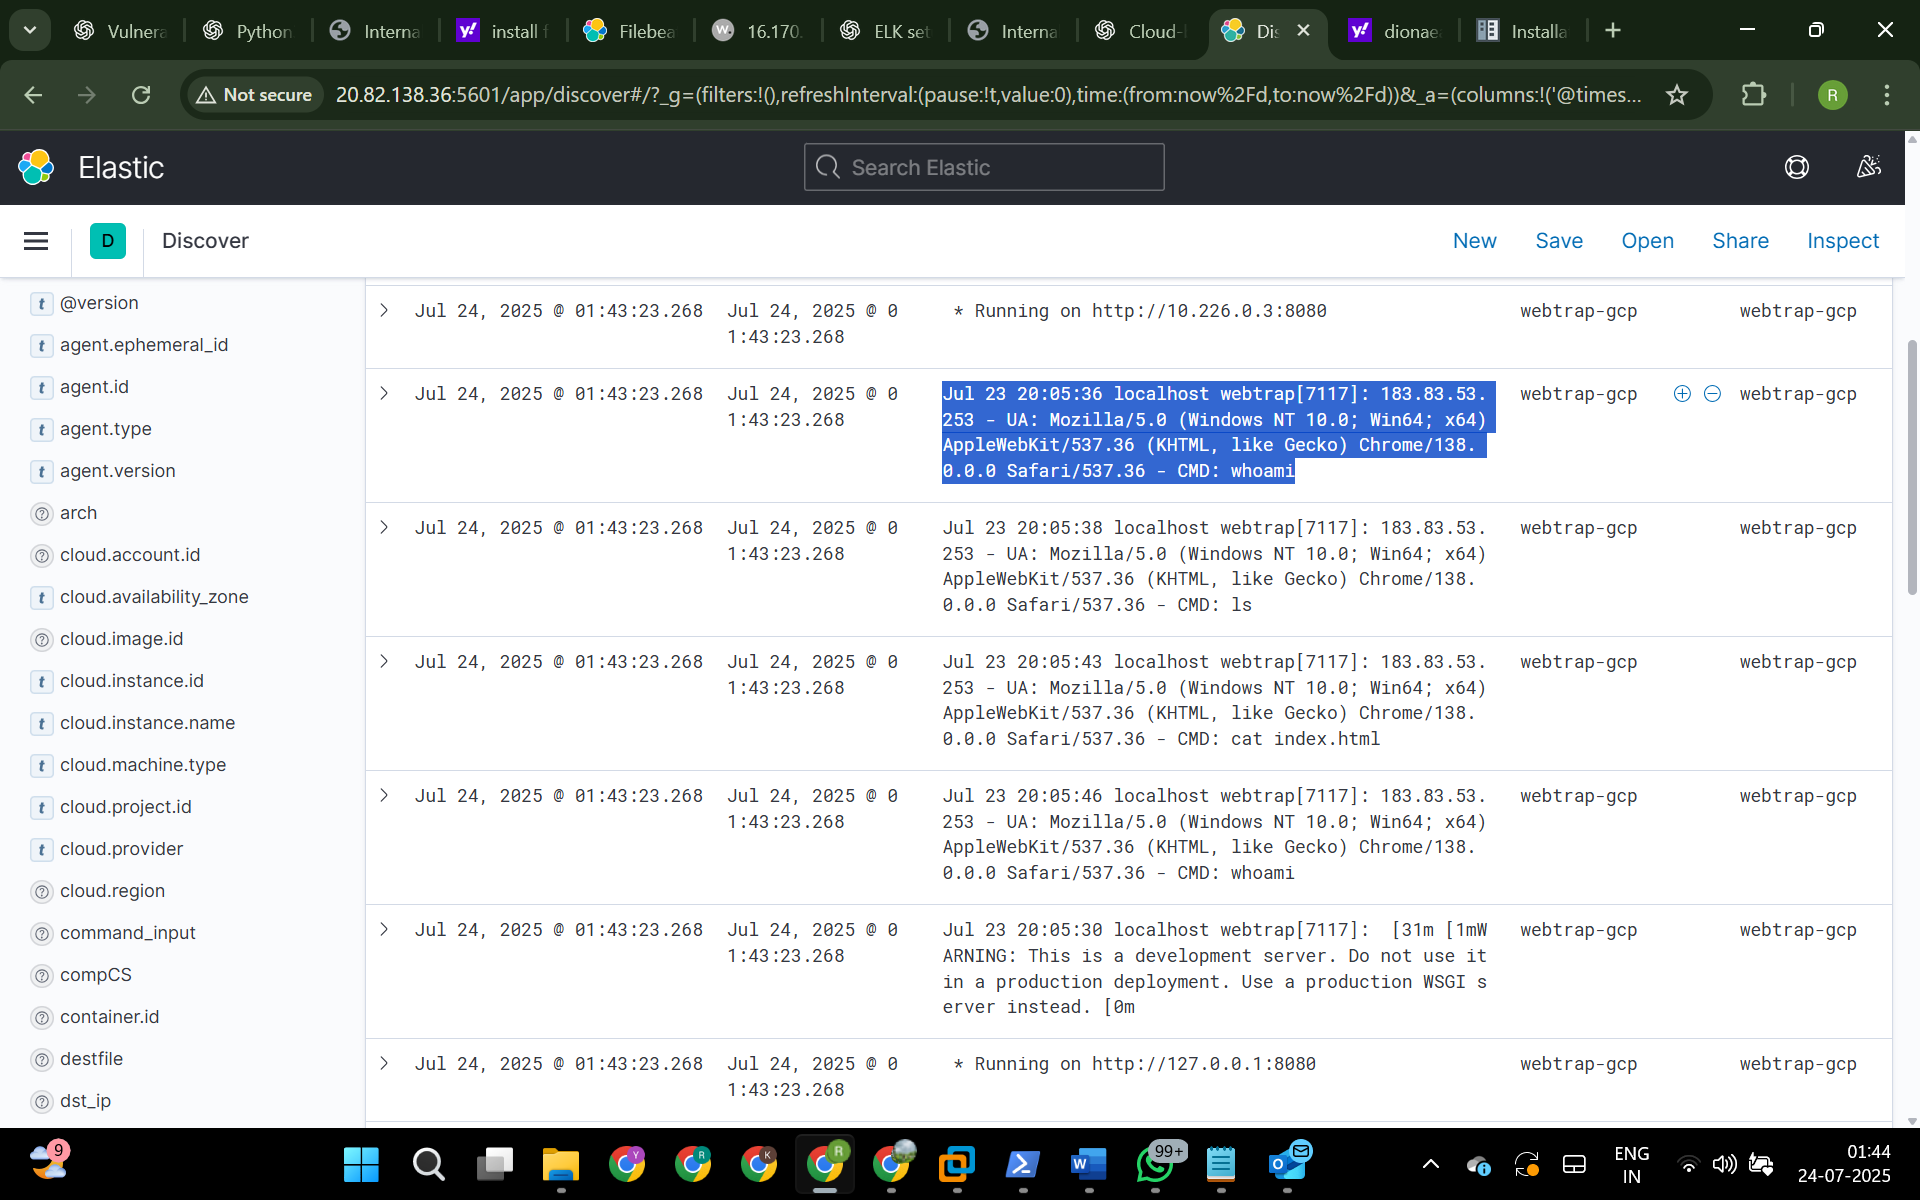 Vulnera
Python
Interna
install f
Filebea
16.170.
ELK set
Interna
Cloud-
Dis
dionaea
Installa
Not secure
20.82.138.36:5601/app/discover#/?_g=(filters:!(),refreshInterval:(pause:!t,value:0),time:(from:now%2Fd,to:now%2Fd))&_a=(columns:!('@times...
R
Elastic
Search Elastic
D
Discover
New
Save
Open
Share
Inspect
t @version
t agent.ephemeral_id
t agent.id
t agent.type
t agent.version
? arch
? cloud.account.id
t cloud.availability_zone
? cloud.image.id
t cloud.instance.id
t cloud.instance.name
t cloud.machine.type
t cloud.project.id
t cloud.provider
? cloud.region
? command_input
? compCS
? container.id
? destfile
? dst_ip
Jul 24, 2025 @ 01:43:23.268 Jul 24, 2025 @ 0 * Running on http://10.226.0.3:8080 webtrap-gcp webtrap-gcp
1:43:23.268
Jul 24, 2025 @ 01:43:23.268 Jul 24, 2025 @ 0 Jul 23 20:05:36 localhost webtrap[7117]: 183.83.53. webtrap-gcp webtrap-gcp
1:43:23.268 253 - UA: Mozilla/5.0 (Windows NT 10.0; Win64; x64)
AppleWebKit/537.36 (KHTML, like Gecko) Chrome/138.
0.0.0 Safari/537.36 - CMD: whoami
Jul 24, 2025 @ 01:43:23.268 Jul 24, 2025 @ 0 Jul 23 20:05:38 localhost webtrap[7117]: 183.83.53. webtrap-gcp webtrap-gcp
1:43:23.268 253 - UA: Mozilla/5.0 (Windows NT 10.0; Win64; x64)
AppleWebKit/537.36 (KHTML, like Gecko) Chrome/138.
0.0.0 Safari/537.36 - CMD: ls
Jul 24, 2025 @ 01:43:23.268 Jul 24, 2025 @ 0 Jul 23 20:05:43 localhost webtrap[7117]: 183.83.53. webtrap-gcp webtrap-gcp
1:43:23.268 253 - UA: Mozilla/5.0 (Windows NT 10.0; Win64; x64)
AppleWebKit/537.36 (KHTML, like Gecko) Chrome/138.
0.0.0 Safari/537.36 - CMD: cat index.html
Jul 24, 2025 @ 01:43:23.268 Jul 24, 2025 @ 0 Jul 23 20:05:46 localhost webtrap[7117]: 183.83.53. webtrap-gcp webtrap-gcp
1:43:23.268 253 - UA: Mozilla/5.0 (Windows NT 10.0; Win64; x64)
AppleWebKit/537.36 (KHTML, like Gecko) Chrome/138.
0.0.0 Safari/537.36 - CMD: whoami
Jul 24, 2025 @ 01:43:23.268 Jul 24, 2025 @ 0 Jul 23 20:05:30 localhost webtrap[7117]: [31m [1mW webtrap-gcp webtrap-gcp
1:43:23.268 ARNING: This is a development server. Do not use it
in a production deployment. Use a production WSGI s
erver instead. [0m
Jul 24, 2025 @ 01:43:23.268 Jul 24, 2025 @ 0 * Running on http://127.0.0.1:8080 webtrap-gcp webtrap-gcp
1:43:23.268
9
Y
R
K
R
W
99+
O
ENG
IN
01:44
24-07-2025